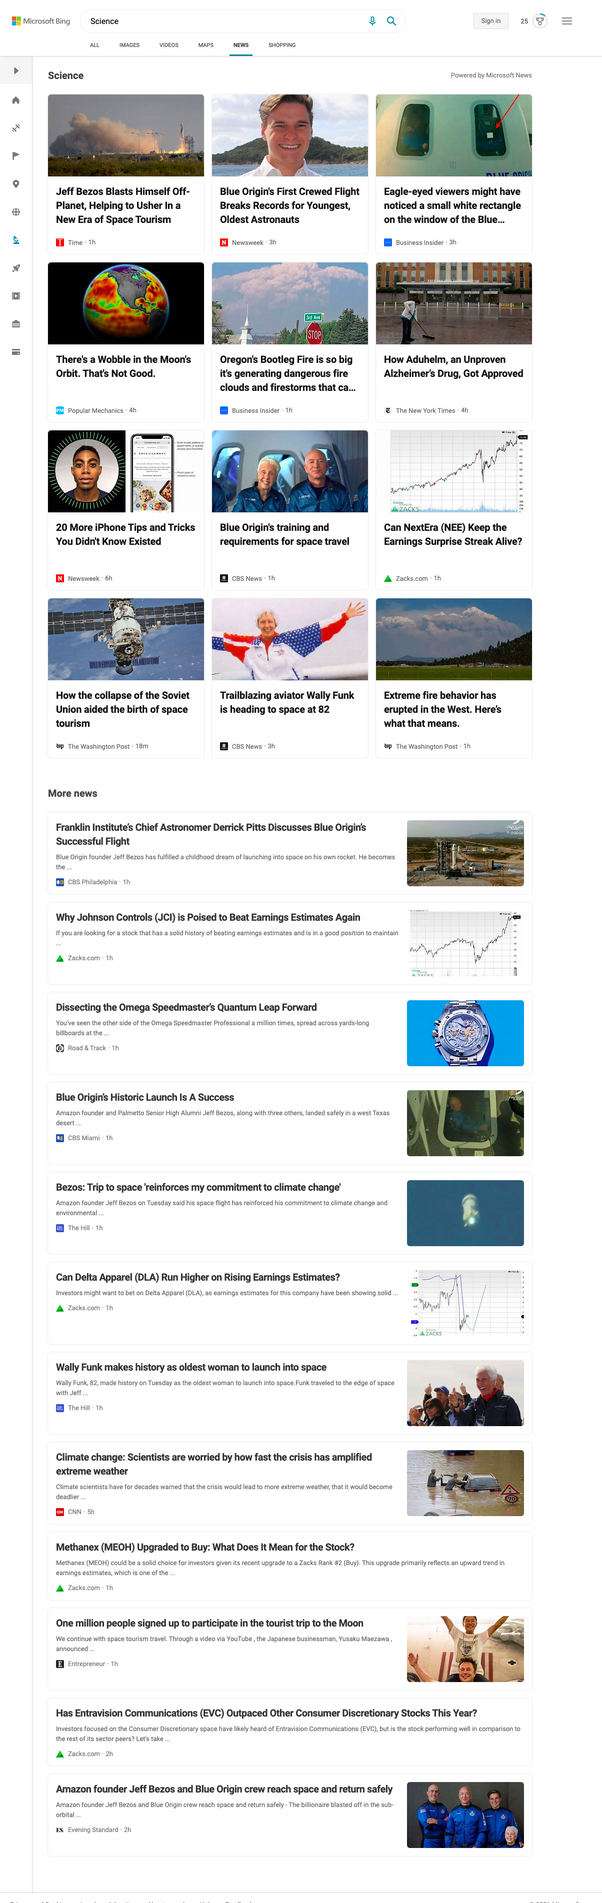 Microsoft Bing
Science
Sign in
25
ALL
IMAGES
VIDEOS
MAPS
NEWS
SHOPPING
Science
Powered by Microsoft News
Jeff Bezos Blasts Himself Off-
Planet, Helping to Usher In a
New Era of Space Tourism
Time · 1h
Blue Origin's First Crewed Flight
Breaks Records for Youngest,
Oldest Astronauts
Newsweek · 3h
BLUE ORIGIN
Eagle-eyed viewers might have
noticed a small white rectangle
on the window of the Blue...
Business Insider · 3h
There's a Wobble in the Moon's
Orbit. That's Not Good.
Popular Mechanics · 4h
3rd Ave
STOP
Oregon's Bootleg Fire is so big
it's generating dangerous fire
clouds and firestorms that ca...
Business Insider · 1h
How Aduhelm, an Unproven
Alzheimer's Drug, Got Approved
The New York Times · 4h
20 More iPhone Tips and Tricks
You Didn't Know Existed
Newsweek · 6h
Blue Origin's training and
requirements for space travel
CBS News · 1h
ZACKS
Can NextEra (NEE) Keep the
Earnings Surprise Streak Alive?
Zacks.com · 1h
How the collapse of the Soviet
Union aided the birth of space
tourism
The Washington Post · 18m
Trailblazing aviator Wally Funk
is heading to space at 82
CBS News · 3h
Extreme fire behavior has
erupted in the West. Here's
what that means.
The Washington Post · 1h
More news
Franklin Institute's Chief Astronomer Derrick Pitts Discusses Blue Origin's
Successful Flight
Blue Origin founder Jeff Bezos has fulfilled a childhood dream of launching into space on his own rocket. He becomes
the ...
CBS Philadelphia · 1h
Why Johnson Controls (JCI) is Poised to Beat Earnings Estimates Again
If you are looking for a stock that has a solid history of beating earnings estimates and is in a good position to maintain
...
Zacks.com · 1h
ZACKS
Dissecting the Omega Speedmaster's Quantum Leap Forward
You've seen the other side of the Omega Speedmaster Professional a million times, spread across yards-long
billboards at the ...
Road & Track · 1h
Blue Origin's Historic Launch Is A Success
Amazon founder and Palmetto Senior High Alumni Jeff Bezos, along with three others, landed safely in a west Texas
desert ...
CBS Miami · 1h
Bezos: Trip to space 'reinforces my commitment to climate change'
Amazon founder Jeff Bezos on Tuesday said his space flight has reinforced his commitment to climate change and
environmental ...
The Hill · 1h
Can Delta Apparel (DLA) Run Higher on Rising Earnings Estimates?
Investors might want to bet on Delta Apparel (DLA), as earnings estimates for this company have been showing solid ...
Zacks.com · 1h
ZACKS
Wally Funk makes history as oldest woman to launch into space
Wally Funk, 82, made history on Tuesday as the oldest woman to launch into space.Funk traveled to the edge of space
with Jeff ...
The Hill · 1h
Climate change: Scientists are worried by how fast the crisis has amplified
extreme weather
Climate scientists have for decades warned that the crisis would lead to more extreme weather, that it would become
deadlier ...
CNN · 5h
Methanex (MEOH) Upgraded to Buy: What Does It Mean for the Stock?
Methanex (MEOH) could be a solid choice for investors given its recent upgrade to a Zacks Rank #2 (Buy). This upgrade primarily reflects an upward trend in
earnings estimates, which is one of the ...
Zacks.com · 1h
One million people signed up to participate in the tourist trip to the Moon
We continue with space tourism travel. Through a video via YouTube , the Japanese businessman, Yusaku Maezawa ,
announced ...
Entrepreneur · 1h
Has Entravision Communications (EVC) Outpaced Other Consumer Discretionary Stocks This Year?
Investors focused on the Consumer Discretionary space have likely heard of Entravision Communications (EVC), but is the stock performing well in comparison to
the rest of its sector peers? Let's take ...
Zacks.com · 2h
Amazon founder Jeff Bezos and Blue Origin crew reach space and return safely
Amazon founder Jeff Bezos and Blue Origin crew reach space and return safely - The billionaire blasted off in the sub-
orbital ...
ES. Evening Standard · 2h